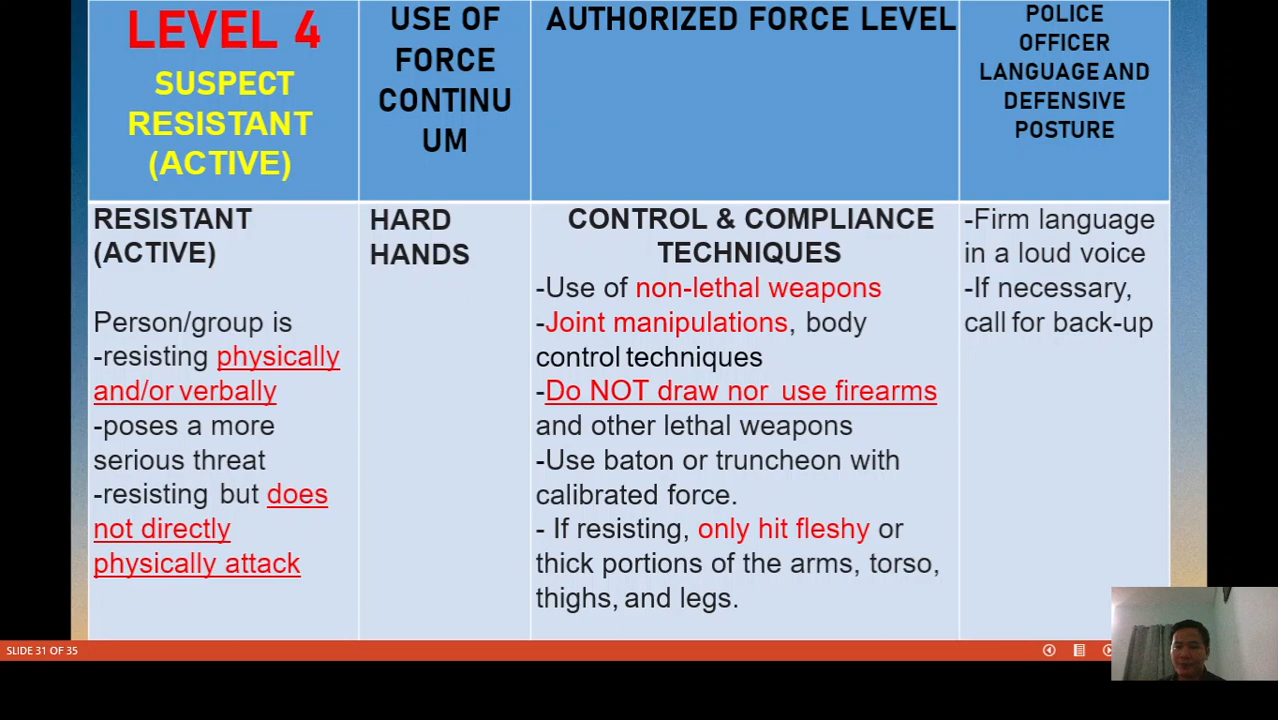 LEVEL 4
SUSPECT
RESISTANT
(ACTIVE)
USE OF
FORCE
CONTINU
UM
AUTHORIZED FORCE LEVEL
POLICE
OFFICER
LANGUAGE AND
DEFENSIVE
POSTURE
RESISTANT
(ACTIVE)
Person/group is
-resisting physically
and/or verbally
-poses a more
serious threat
-resisting but does
not directly
physically attack
HARD
HANDS
CONTROL & COMPLIANCE
TECHNIQUES
-Use of non-lethal weapons
-Joint manipulations, body
control techniques
-Do NOT draw nor use firearms
and other lethal weapons
-Use baton or truncheon with
calibrated force.
- If resisting, only hit fleshy or
thick portions of the arms, torso,
thighs, and legs.
-Firm language
in a loud voice
-If necessary,
call for back-up
SLIDE 31 OF 35